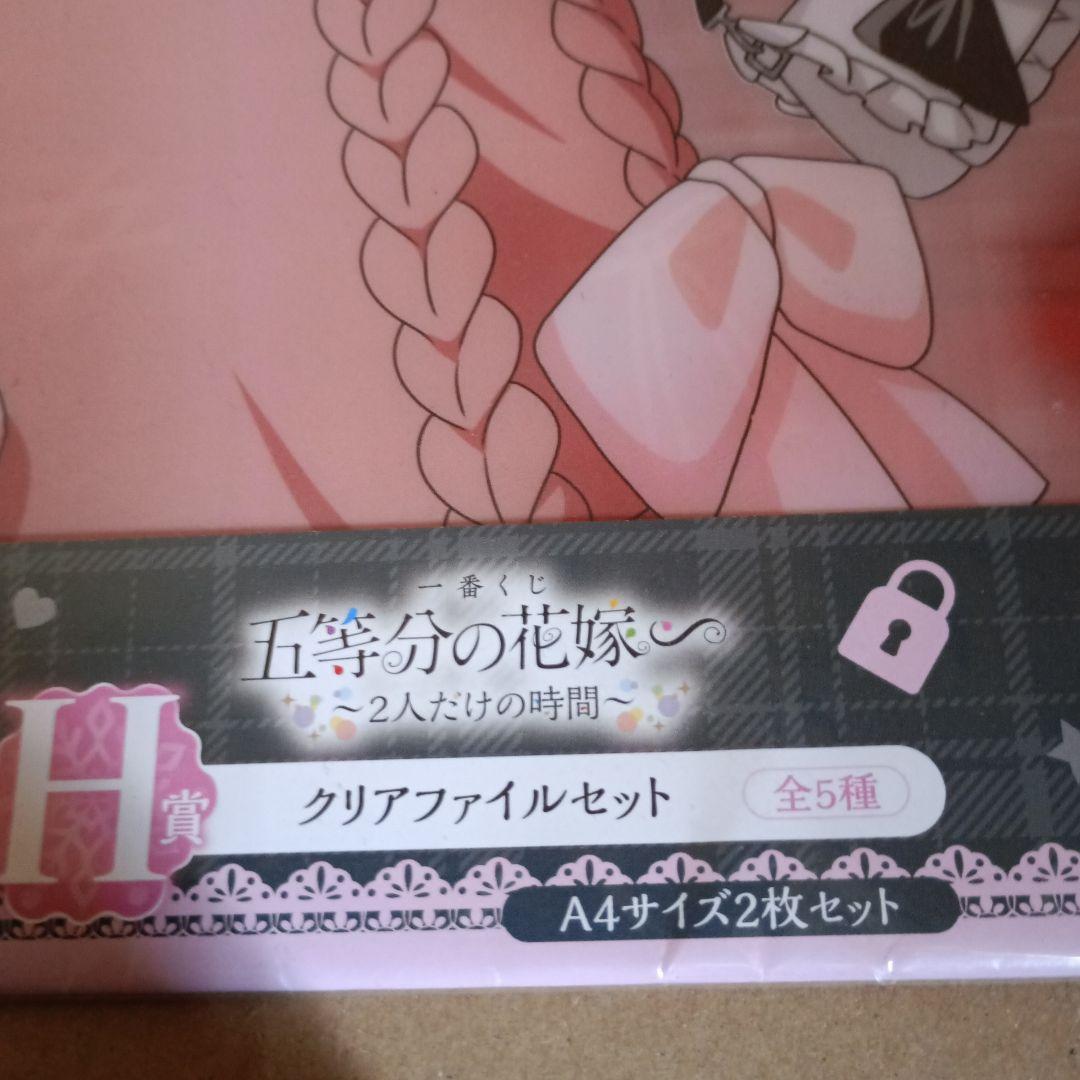 一番くじ
五等分の花嫁
～2人だけの時間～
H賞
クリアファイルセット 全5種
A4サイズ2枚セット